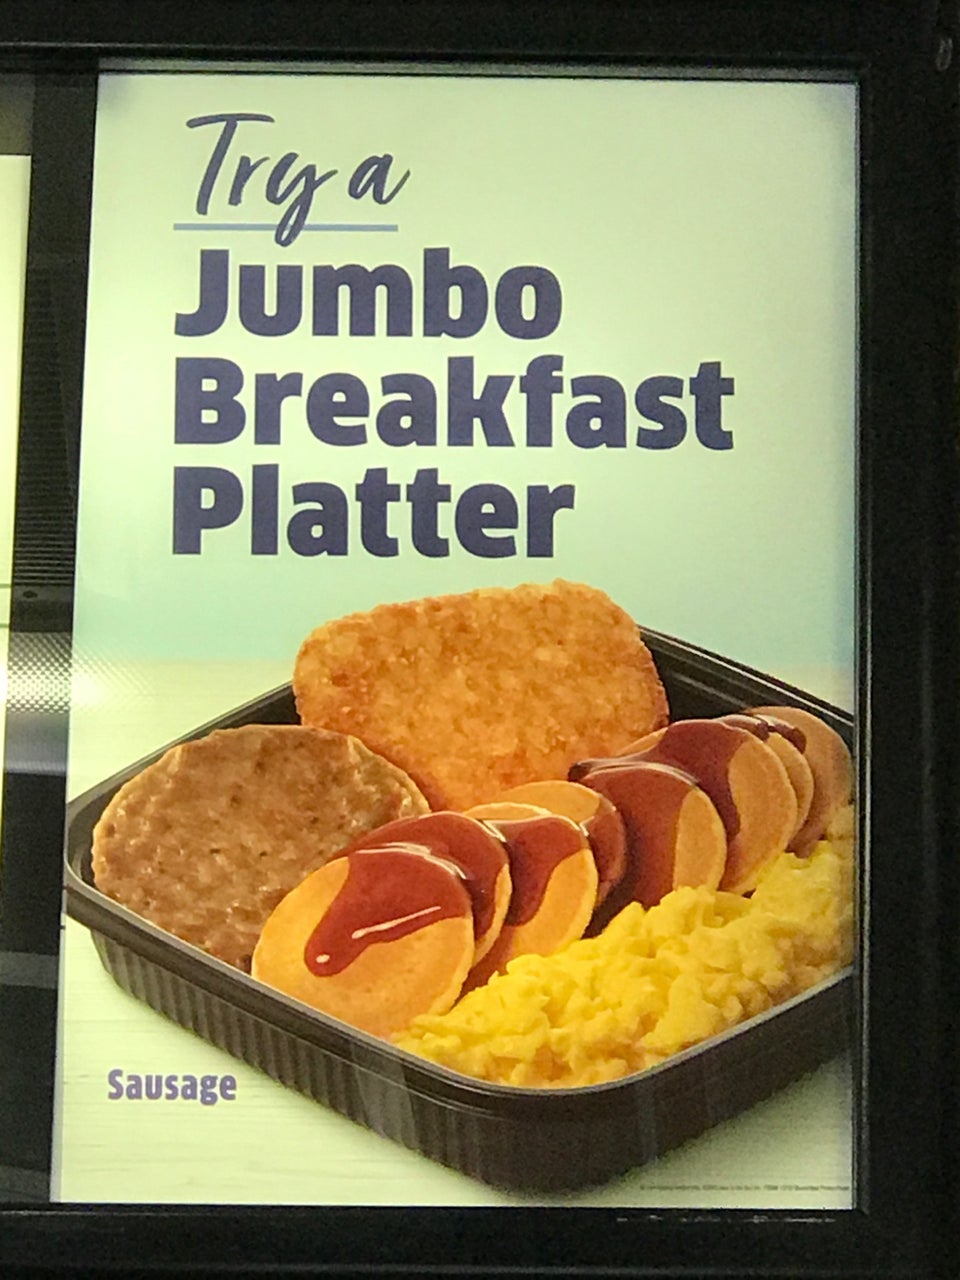 Try a
Jumbo
Breakfast
Platter
Sausage